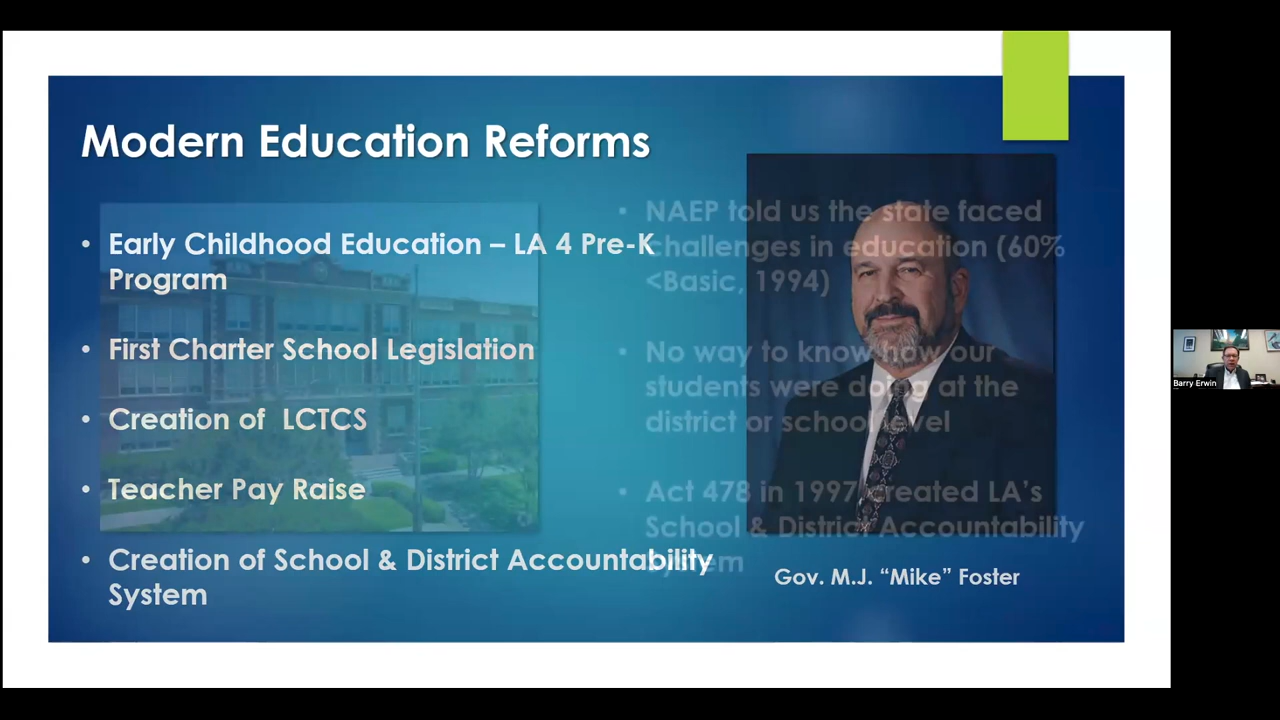 Modern Education Reforms
• Early Childhood Education – LA 4 Pre-K
Program
• First Charter School Legislation
• Creation of LCTCS
• Teacher Pay Raise
• Creation of School & District Accountability
System
• NAEP told us the state faced
challenges in education (60%
<Basic, 1994)
• No way to know how our
students were doing at the
district or school level
• Act 478 in 1997 created LA’s
School & District Accountability
System
Gov. M.J. “Mike” Foster
Barry Erwin